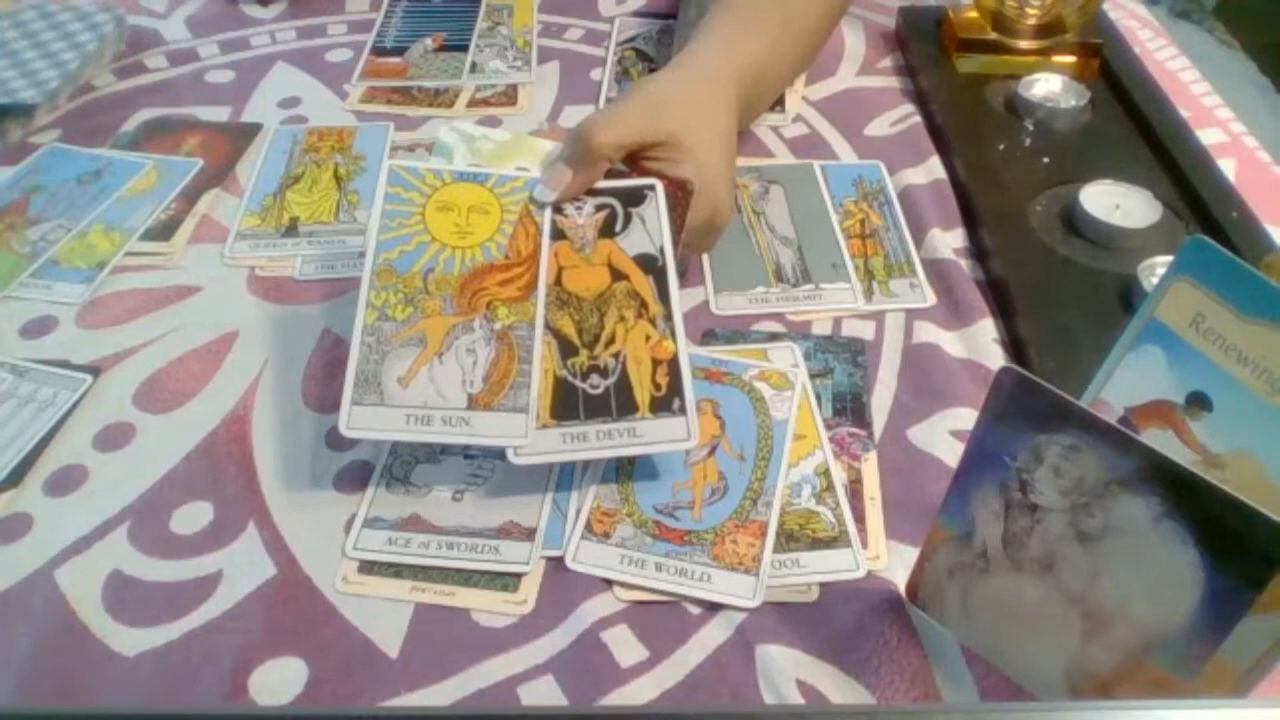 QUEEN of WANDS.
THE HERMIT.
Renewing
THE SUN.
THE DEVIL.
ACE of SWORDS.
THE WORLD.
OOL.